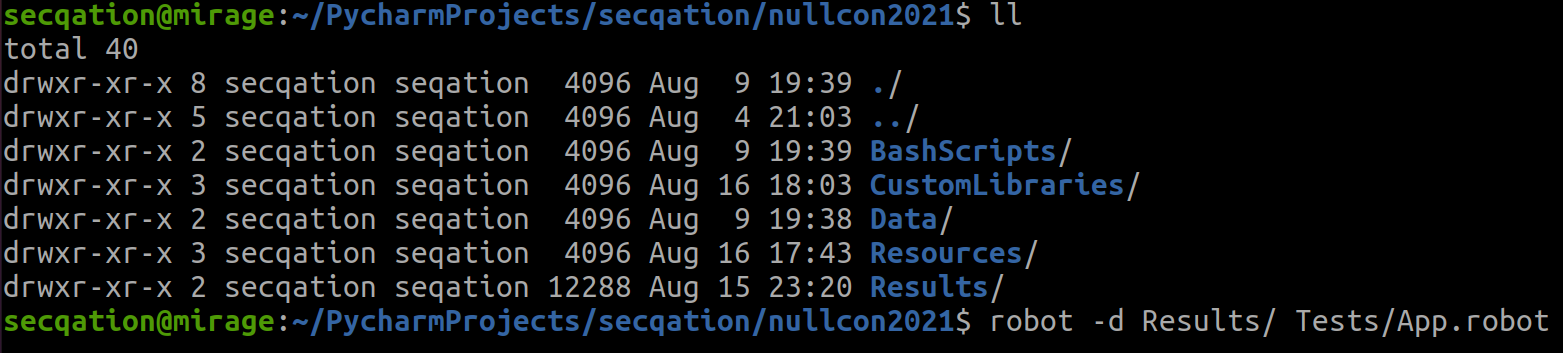 secqation@mirage:~/PycharmProjects/secqation/nullcon2021$ ll
total 40
drwxr-xr-x 8 secqation seqation  4096 Aug  9 19:39 ./
drwxr-xr-x 5 secqation seqation  4096 Aug  4 21:03 ../
drwxr-xr-x 2 secqation seqation  4096 Aug  9 19:39 BashScripts/
drwxr-xr-x 3 secqation seqation  4096 Aug 16 18:03 CustomLibraries/
drwxr-xr-x 2 secqation seqation  4096 Aug  9 19:38 Data/
drwxr-xr-x 3 secqation seqation  4096 Aug 16 17:43 Resources/
drwxr-xr-x 2 secqation seqation 12288 Aug 15 23:20 Results/
secqation@mirage:~/PycharmProjects/secqation/nullcon2021$ robot -d Results/ Tests/App.robot